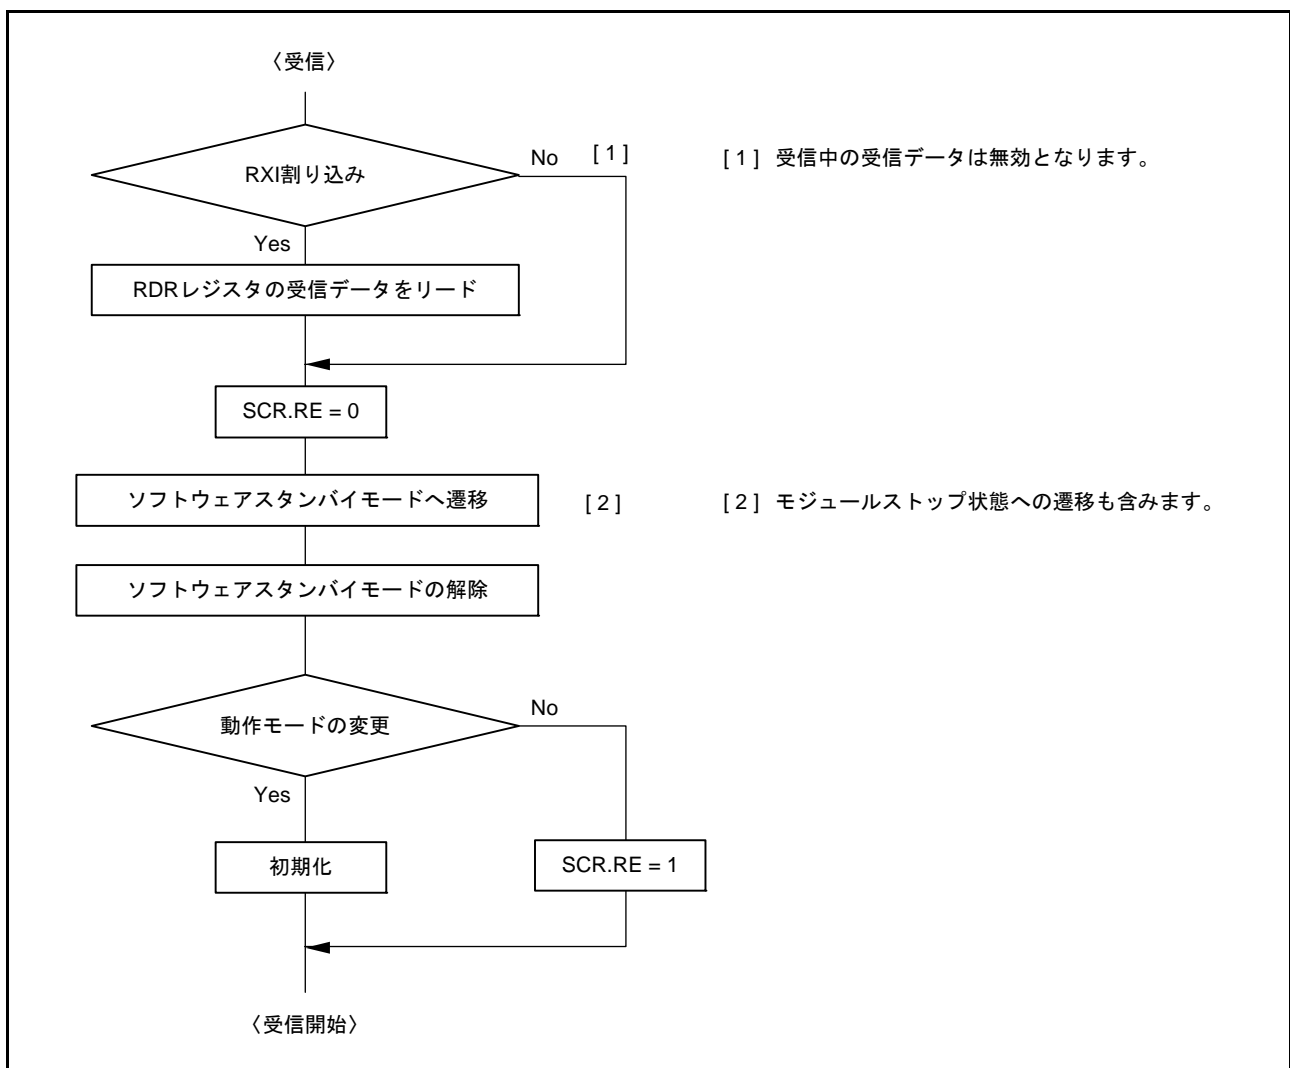 〈受信〉
RXI割り込み
No
[ 1 ]
[ 1 ] 受信中の受信データは無効となります。
Yes
RDRレジスタの受信データをリード
SCR.RE = 0
ソフトウェアスタンバイモードへ遷移
[ 2 ]
[ 2 ] モジュールストップ状態への遷移も含みます。
ソフトウェアスタンバイモードの解除
動作モードの変更
No
Yes
初期化
SCR.RE = 1
〈受信開始〉